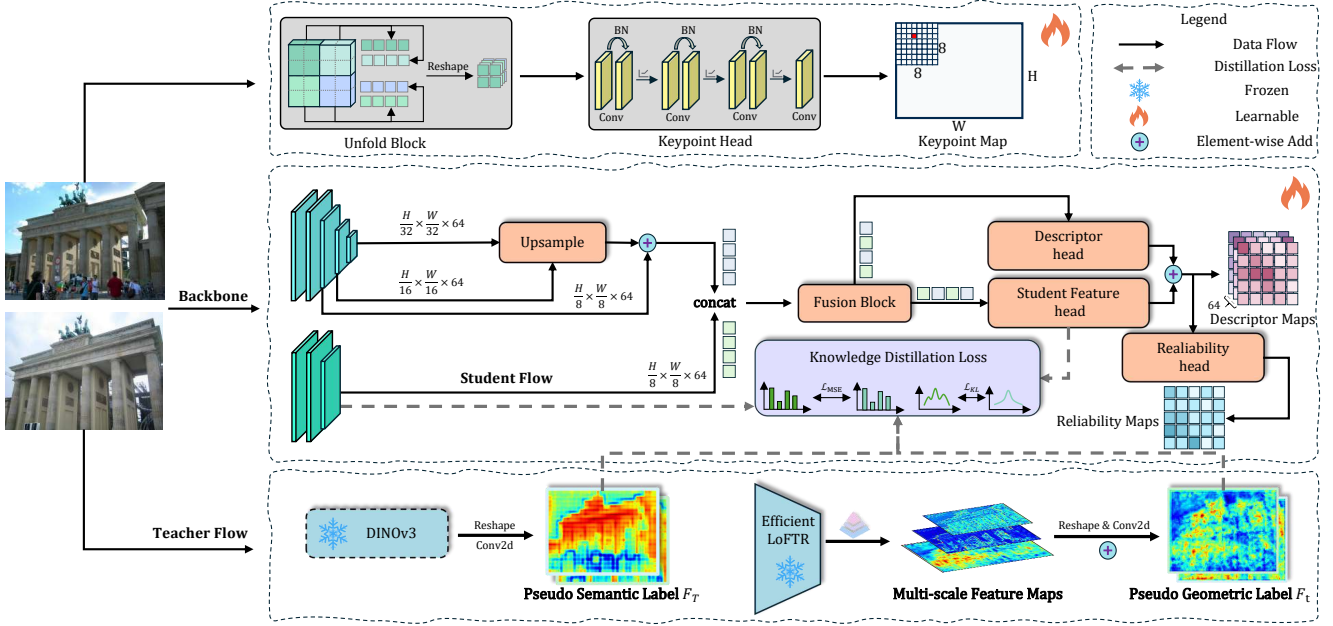 BN
BN
BN
Reshape
8
8
H
Conv
Conv
Conv
Conv
W
Unfold Block
Keypoint Head
Keypoint Map
Legend
Data Flow
Distillation Loss
Frozen
Learnable
Element-wise Add
Backbone
H/32 × W/32 × 64
Upsample
H/16 × W/16 × 64
H/8 × W/8 × 64
concat
Fusion Block
Descriptor
head
Student Feature
head
64
Descriptor Maps
Realiability
head
Reliability Maps
Student Flow
H/8 × W/8 × 64
Knowledge Distillation Loss
ℒMSE
ℒKL
Teacher Flow
DINOv3
Reshape
Conv2d
Pseudo Semantic Label F_T
Efficient
LoFTR
Multi-scale Feature Maps
Reshape & Conv2d
Pseudo Geometric Label F_t